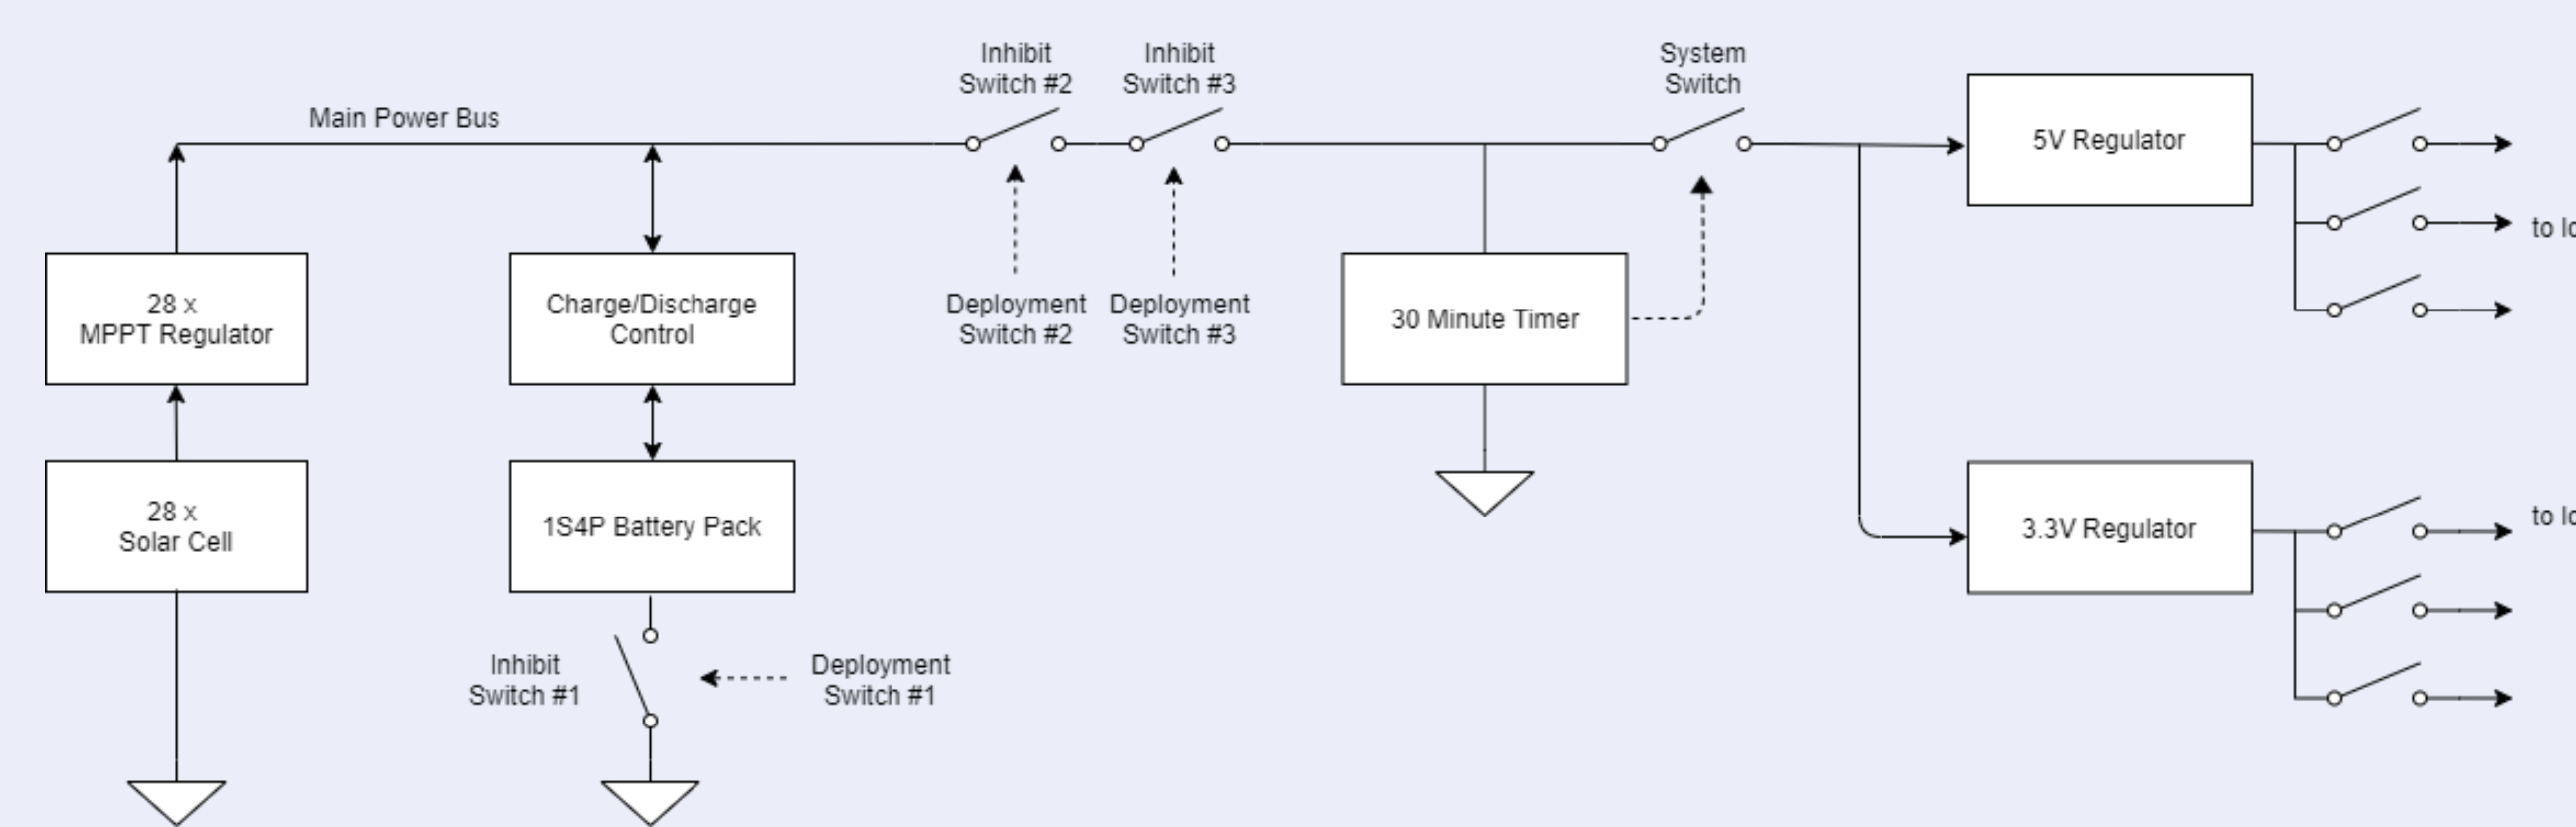 Inhibit
Switch #2
Inhibit
Switch #3
System
Switch
Main Power Bus
5V Regulator
to
28 x
MPPT Regulator
Charge/Discharge
Control
Deployment
Switch #2
Deployment
Switch #3
30 Minute Timer
28 x
Solar Cell
1S4P Battery Pack
3.3V Regulator
to
Inhibit
Switch #1
Deployment
Switch #1